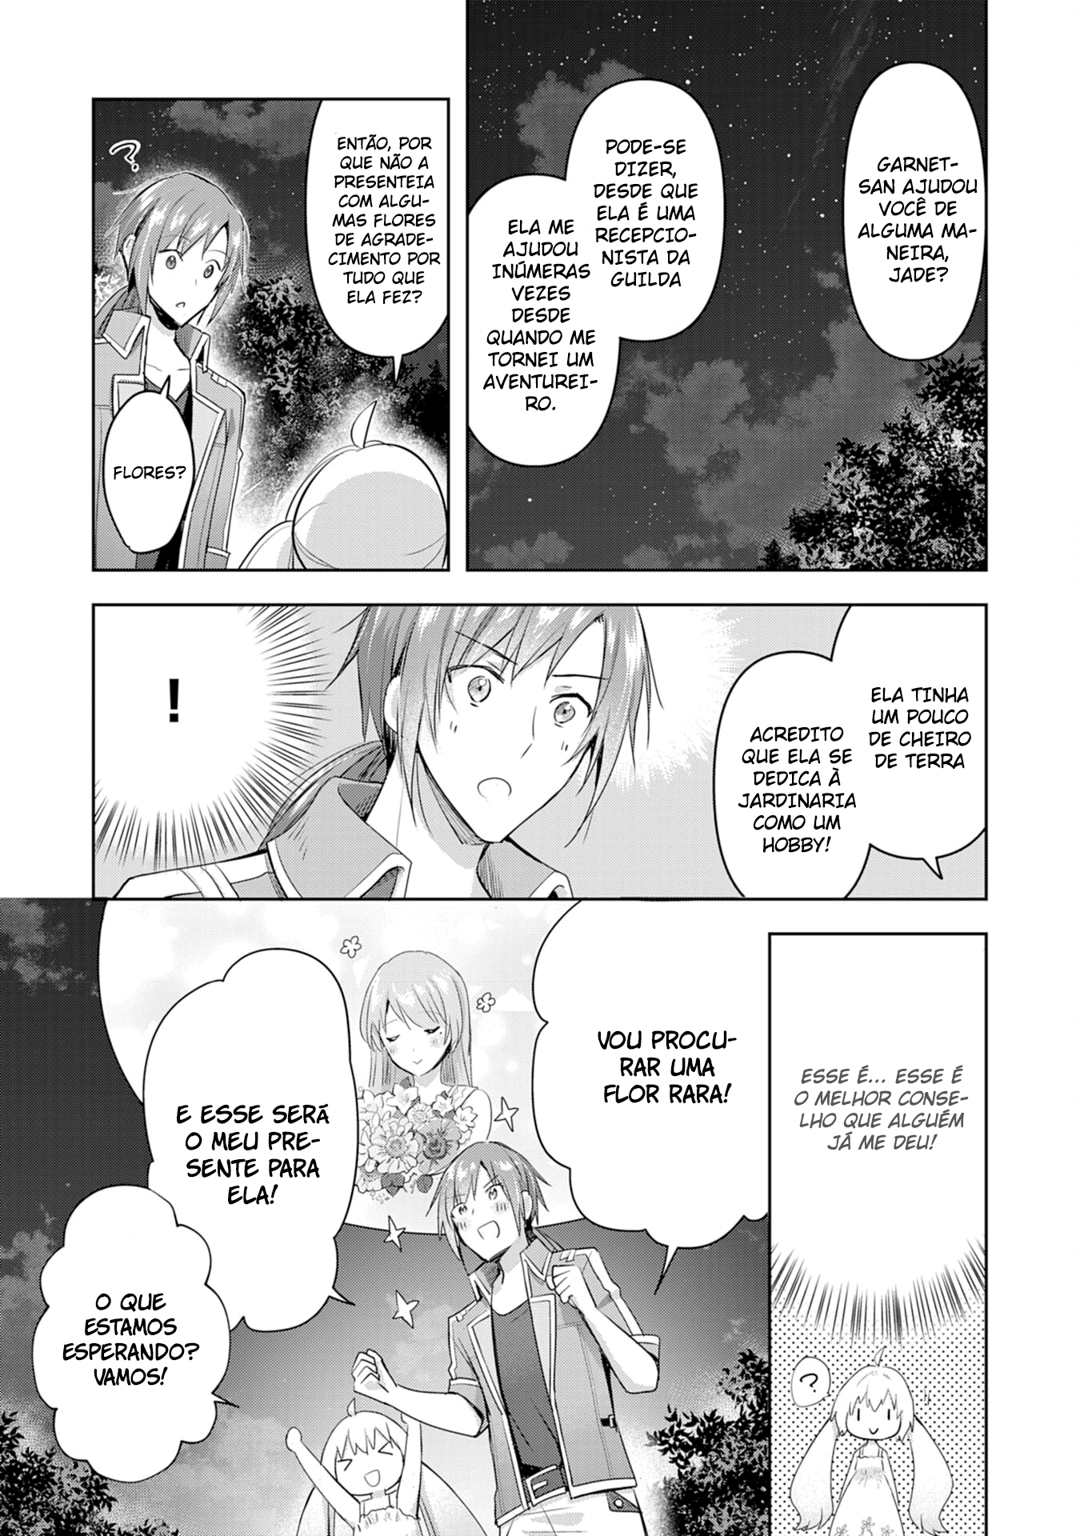 GARNET-
SAN AJUDOU
VOCÊ DE
ALGUMA MA-
NEIRA,
JADE?
PODE-SE
DIZER,
DESDE QUE
ELA É UMA
RECEPCIO-
NISTA DA
GUILDA
ELA ME
AJUDOU
INÚMERAS
VEZES
DESDE
QUANDO ME
TORNEI UM
AVENTUREI-
RO.
ENTÃO, POR
QUE NÃO A
PRESENTEIA
COM ALGU-
MAS FLORES
DE AGRADE-
CIMENTO POR
TUDO QUE
ELA FEZ?
?
FLORES?
ELA TINHA
UM POUCO
DE CHEIRO
DE TERRA
ACREDITO
QUE ELA SE
DEDICA À
JARDINARIA
COMO UM
HOBBY!
!
ESSE É... ESSE É
O MELHOR CONSE-
LHO QUE ALGUÉM
JÁ ME DEU!
?
VOU PROCU-
RAR UMA
FLOR RARA!
E ESSE SERÁ
O MEU PRE-
SENTE PARA
ELA!
O QUE
ESTAMOS
ESPERANDO?
VAMOS!